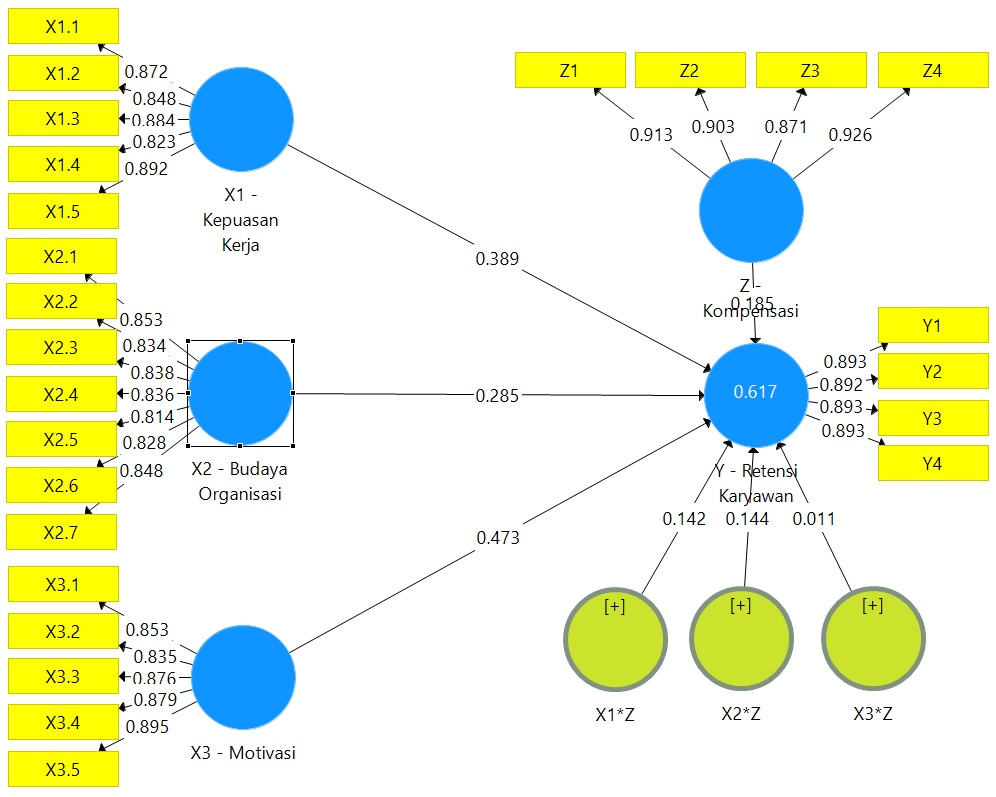 X1.1
X1.2
X1.3
X1.4
X1.5
0.872
0.848
0.884
0.823
0.892
X1 -
Kepuasan
Kerja
X2.1
X2.2
X2.3
X2.4
X2.5
X2.6
X2.7
0.853
0.834
0.838
0.836
0.814
0.828
0.848
X2 - Budaya
Organisasi
X3.1
X3.2
X3.3
X3.4
X3.5
0.853
0.835
0.876
0.879
0.895
X3 - Motivasi
0.389
0.285
0.473
Z1
Z2
Z3
Z4
0.913
0.903
0.871
0.926
Z -
Kompensasi
0.185
0.617
Y - Retensi
Karyawan
Y1
Y2
Y3
Y4
0.893
0.892
0.893
0.893
0.142
0.144
0.011
[+]
[+]
[+]
X1*Z
X2*Z
X3*Z